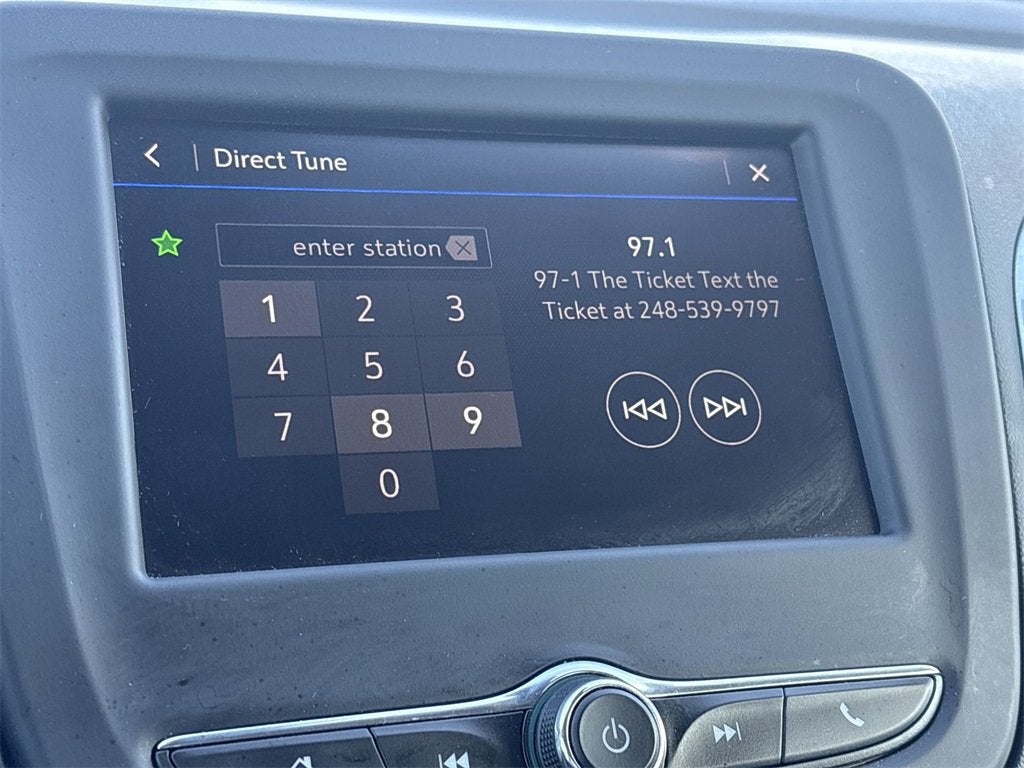 Direct Tune
enter station
97.1
97-1 The Ticket Text the
Ticket at 248-539-9797
1 2 3
4 5 6
7 8 9
0